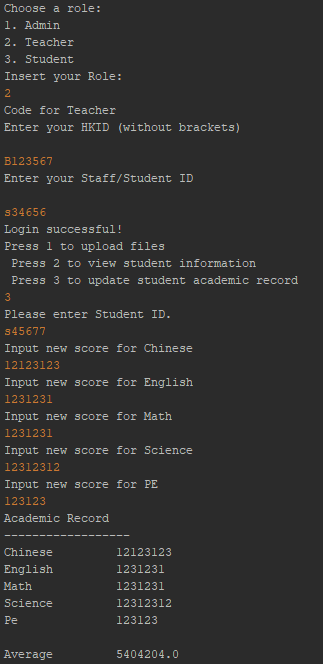 Choose a role:
1. Admin
2. Teacher
3. Student
Insert your Role:
2
Code for Teacher
Enter your HKID (without brackets)
B123567
Enter your Staff/Student ID
s34656
Login successful!
Press 1 to upload files
Press 2 to view student information
Press 3 to update student academic record
3
Please enter Student ID.
s45677
Input new score for Chinese
12123123
Input new score for English
1231231
Input new score for Math
1231231
Input new score for Science
12312312
Input new score for PE
123123
Academic Record
------------------
Chinese 12123123
English 1231231
Math 1231231
Science 12312312
Pe 123123
Average 5404204.0